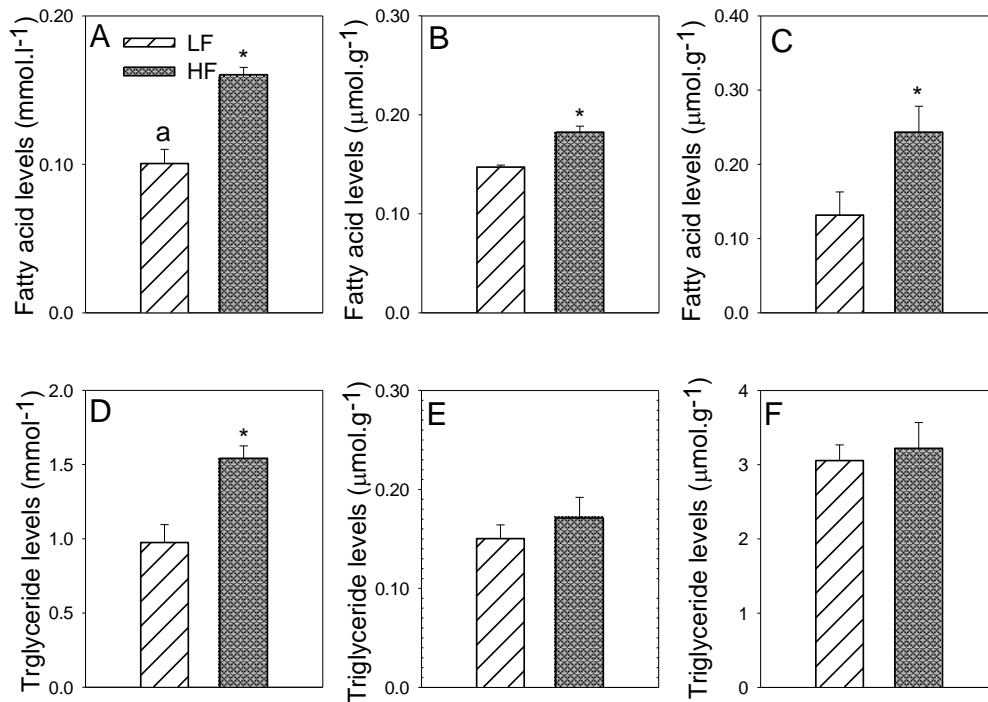 A
LF
HF
a
*
Fatty acid levels (mmol.l-1)
0.20
0.10
0.0
B
*
Fatty acid levels (μmol.g-1)
0.30
0.20
0.10
0.0
C
*
Fatty acid levels (μmol.g-1)
0.40
0.30
0.20
0.10
0.0
D
*
Trglyceride levels (mmol-1)
2.0
1.5
1.0
0.5
0.0
E
Triglyceride levels (μmol.g-1)
0.30
0.20
0.10
0.0
F
Triglyceride levels (μmol.g-1)
4
3
2
1
0